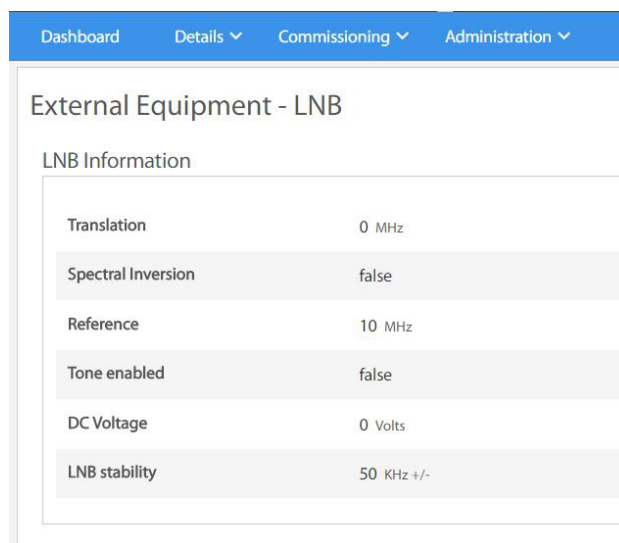 Dashboard Details Commissioning Administration
External Equipment - LNB
LNB Information
Translation 0 MHz
Spectral Inversion false
Reference 10 MHz
Tone enabled false
DC Voltage 0 Volts
LNB stability 50 KHz +/-